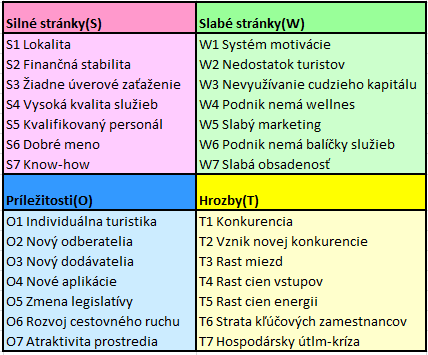 Silné stránky(S)
S1 Lokalita
S2 Finančná stabilita
S3 Žiadne úverové zaťaženie
S4 Vysoká kvalita služieb
S5 Kvalifikovaný personál
S6 Dobré meno
S7 Know-how
Slabé stránky(W)
W1 Systém motivácie
W2 Nedostatok turistov
W3 Nevyužívanie cudzieho kapitálu
W4 Podnik nemá wellnes
W5 Slabý marketing
W6 Podnik nemá balíčky služieb
W7 Slabá obsadenosť
Príležitosti(O)
O1 Individuálna turistika
O2 Nový odberatelia
O3 Nový dodávatelia
O4 Nové aplikácie
O5 Zmena legislatívy
O6 Rozvoj cestovného ruchu
O7 Atraktivita prostredia
Hrozby(T)
T1 Konkurencia
T2 Vznik novej konkurencie
T3 Rast miezd
T4 Rast cien vstupov
T5 Rast cien energii
T6 Strata kľúčových zamestnancov
T7 Hospodársky útlm-kríza